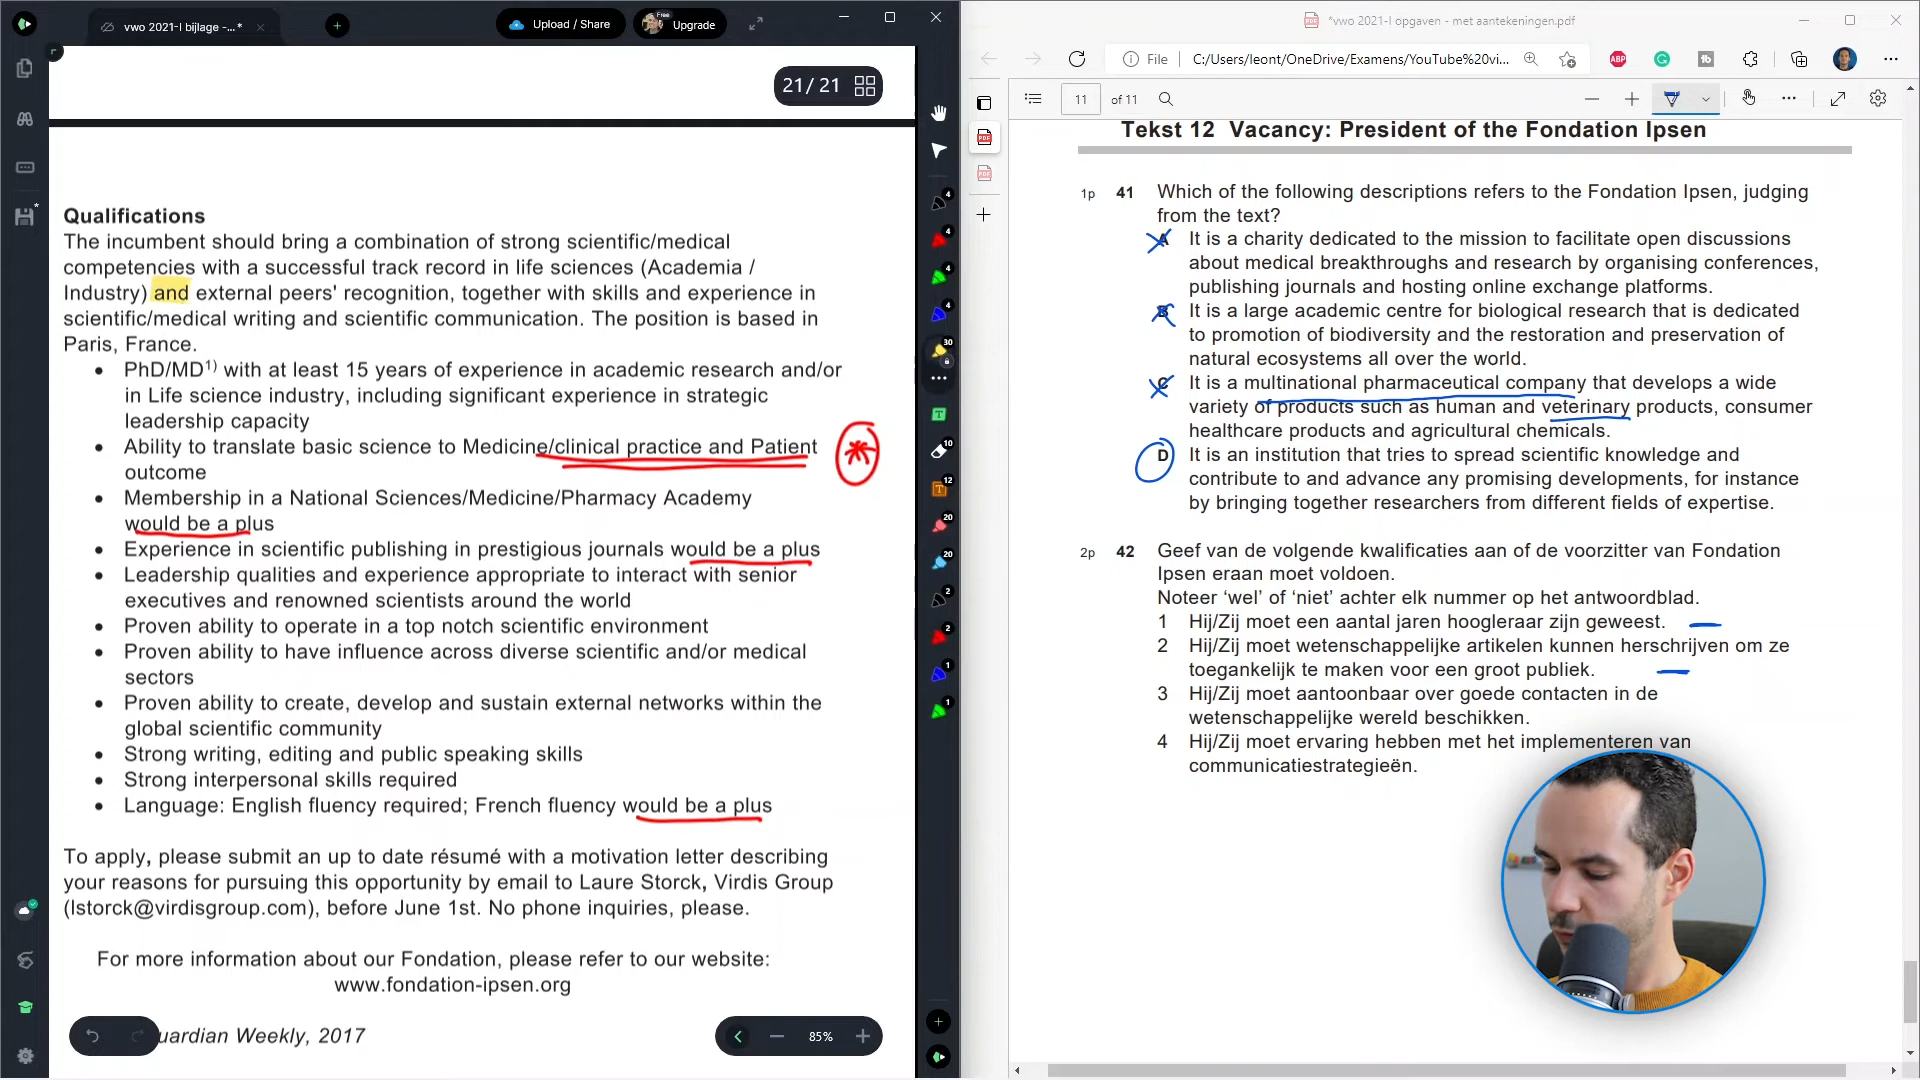 vwo 2021-I bijlage -...*
Upload / Share
Free
Upgrade
21/ 21
Qualifications
The incumbent should bring a combination of strong scientific/medical
competencies with a successful track record in life sciences (Academia /
Industry) and external peers' recognition, together with skills and experience in
scientific/medical writing and scientific communication. The position is based in
Paris, France.
• PhD/MD1) with at least 15 years of experience in academic research and/or
in Life science industry, including significant experience in strategic
leadership capacity
• Ability to translate basic science to Medicine/clinical practice and Patient
outcome
• Membership in a National Sciences/Medicine/Pharmacy Academy
would be a plus
• Experience in scientific publishing in prestigious journals would be a plus
• Leadership qualities and experience appropriate to interact with senior
executives and renowned scientists around the world
• Proven ability to operate in a top notch scientific environment
• Proven ability to have influence across diverse scientific and/or medical
sectors
• Proven ability to create, develop and sustain external networks within the
global scientific community
• Strong writing, editing and public speaking skills
• Strong interpersonal skills required
• Language: English fluency required; French fluency would be a plus
To apply, please submit an up to date résumé with a motivation letter describing
your reasons for pursuing this opportunity by email to Laure Storck, Virdis Group
(lstorck@virdisgroup.com), before June 1st. No phone inquiries, please.
For more information about our Fondation, please refer to our website:
www.fondation-ipsen.org
uardian Weekly, 2017
85%
4
4
4
4
30
10
12
20
20
2
2
1
1
*vwo 2021-I opgaven - met aantekeningen.pdf
File
C:/Users/leont/OneDrive/Examens/YouTube%20vi...
ABP
11 of 11
Tekst 12 Vacancy: President of the Fondation Ipsen
1p 41 Which of the following descriptions refers to the Fondation Ipsen, judging
from the text?
A It is a charity dedicated to the mission to facilitate open discussions
about medical breakthroughs and research by organising conferences,
publishing journals and hosting online exchange platforms.
B It is a large academic centre for biological research that is dedicated
to promotion of biodiversity and the restoration and preservation of
natural ecosystems all over the world.
C It is a multinational pharmaceutical company that develops a wide
variety of products such as human and veterinary products, consumer
healthcare products and agricultural chemicals.
D It is an institution that tries to spread scientific knowledge and
contribute to and advance any promising developments, for instance
by bringing together researchers from different fields of expertise.
2p 42 Geef van de volgende kwalificaties aan of de voorzitter van Fondation
Ipsen eraan moet voldoen.
Noteer ‘wel’ of ‘niet’ achter elk nummer op het antwoordblad.
1 Hij/Zij moet een aantal jaren hoogleraar zijn geweest.
2 Hij/Zij moet wetenschappelijke artikelen kunnen herschrijven om ze
toegankelijk te maken voor een groot publiek.
3 Hij/Zij moet aantoonbaar over goede contacten in de
wetenschappelijke wereld beschikken.
4 Hij/Zij moet ervaring hebben met het implementeren van
communicatiestrategieën.